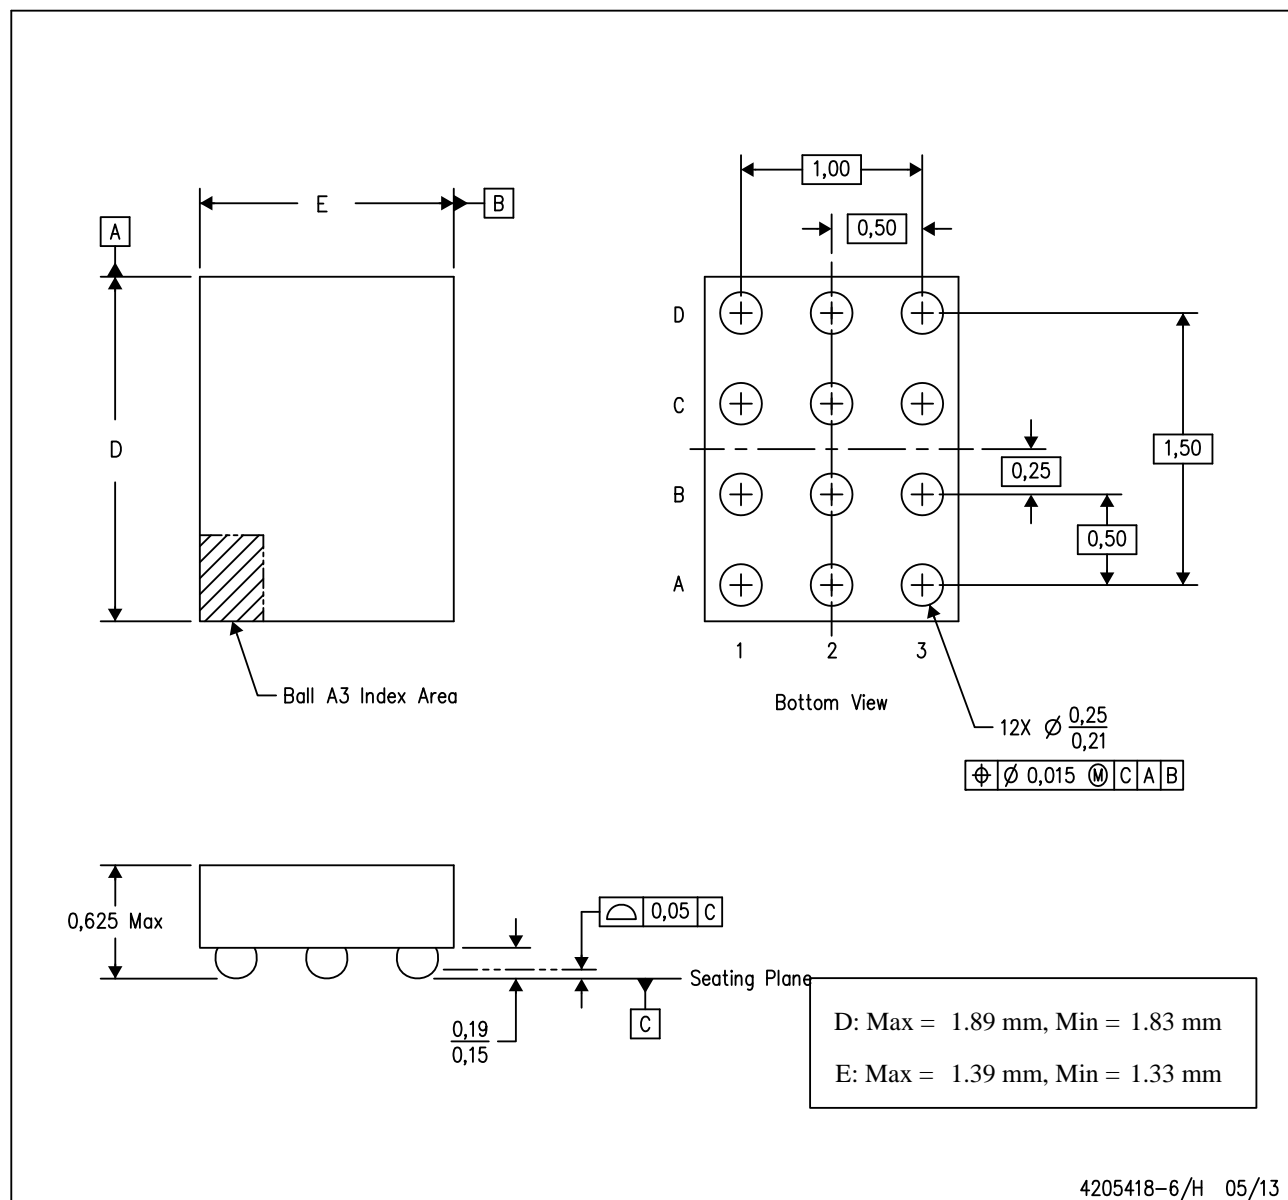 1,00
E
B
A
0,50
D
C
D
1,50
0,25
B
0,50
A
1 2 3
Ball A3 Index Area
Bottom View
12X Ø 0,25
0,21
⌖ Ø 0,015 Ⓜ C A B
0,625 Max
⌓ 0,05 C
Seating Plane
0,19
0,15
C
D: Max = 1.89 mm, Min = 1.83 mm
E: Max = 1.39 mm, Min = 1.33 mm
4205418-6/H 05/13